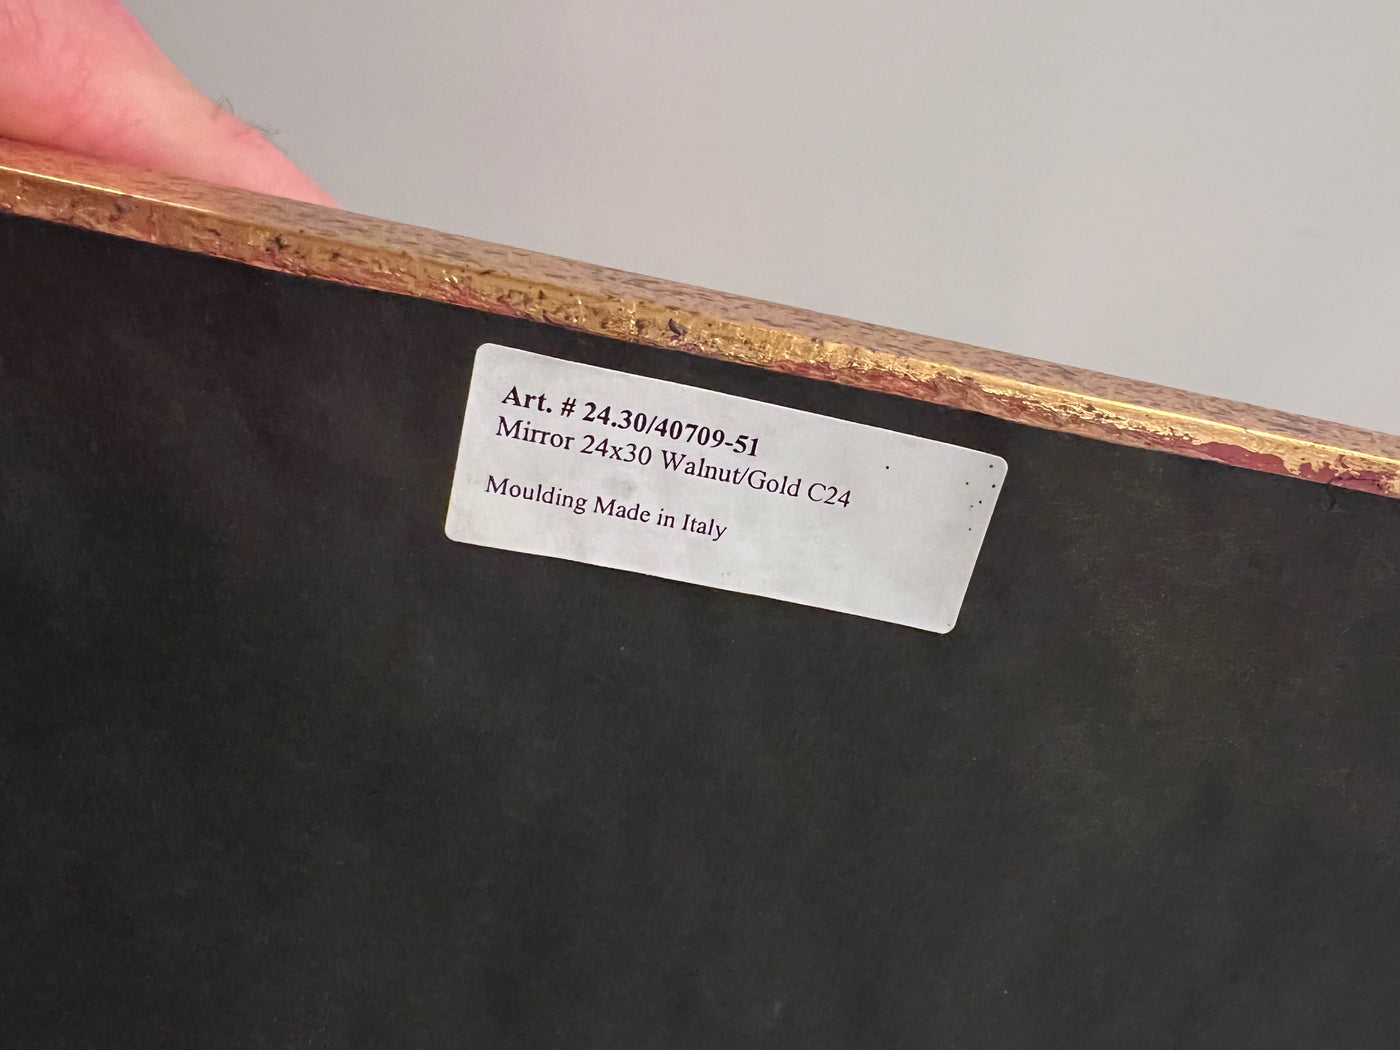 Art. # 24.30/40709-51
Mirror 24x30 Walnut/Gold C24
Moulding Made in Italy